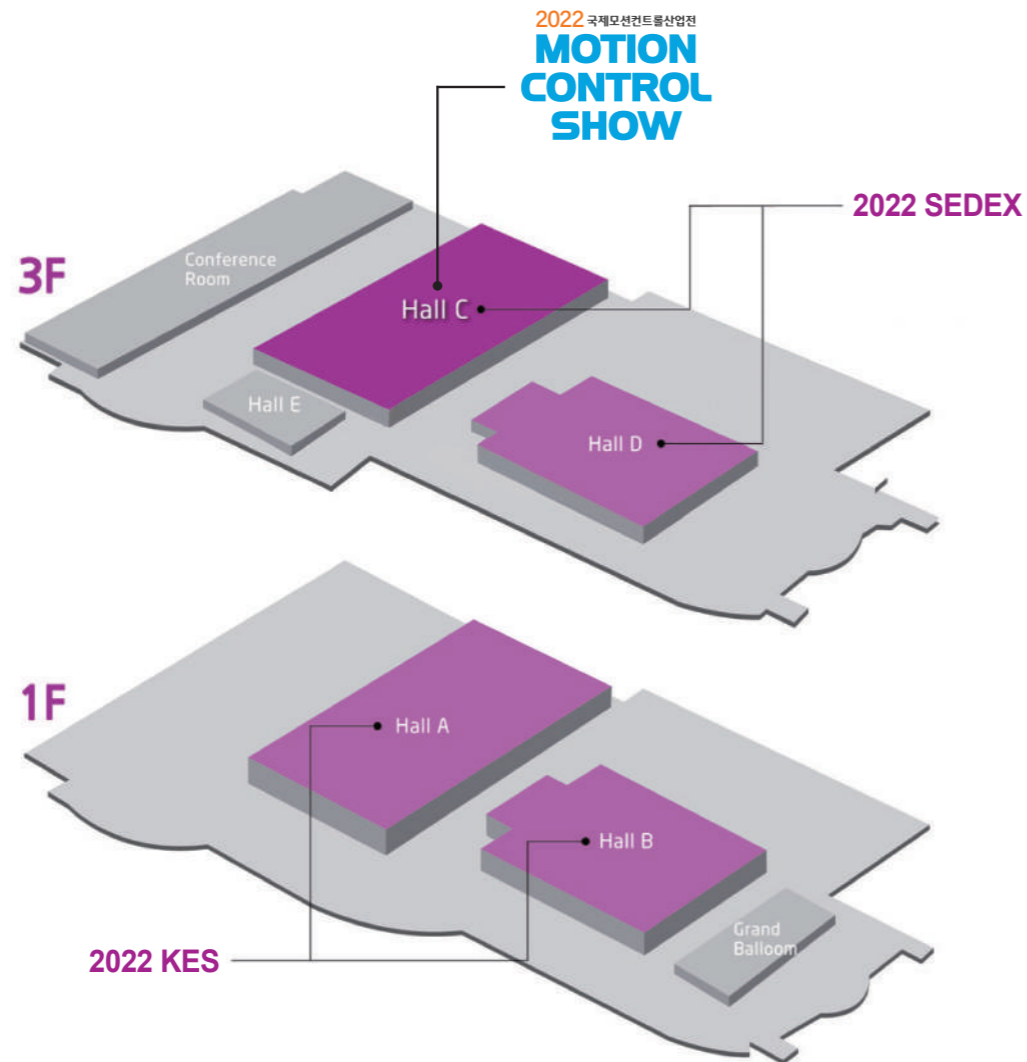 2022 국제모션컨트롤산업전
MOTION
CONTROL
SHOW
2022 SEDEX
3F
Conference
Room
Hall C
Hall E
Hall D
1F
Hall A
Hall B
Grand
Balloom
2022 KES